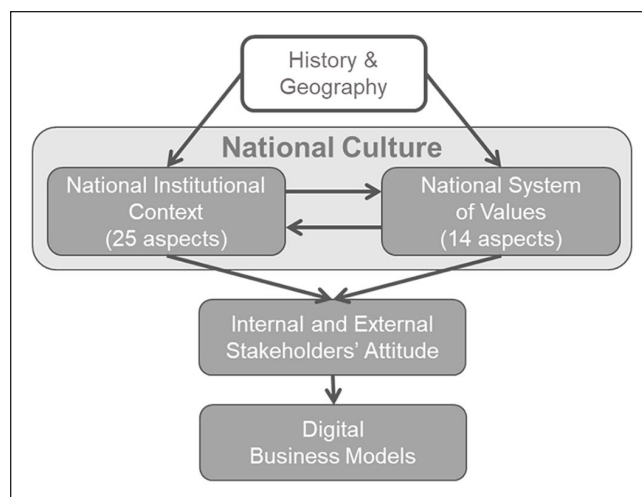 History &
Geography
National Culture
National Institutional
Context
(25 aspects)
National System
of Values
(14 aspects)
Internal and External
Stakeholders' Attitude
Digital
Business Models